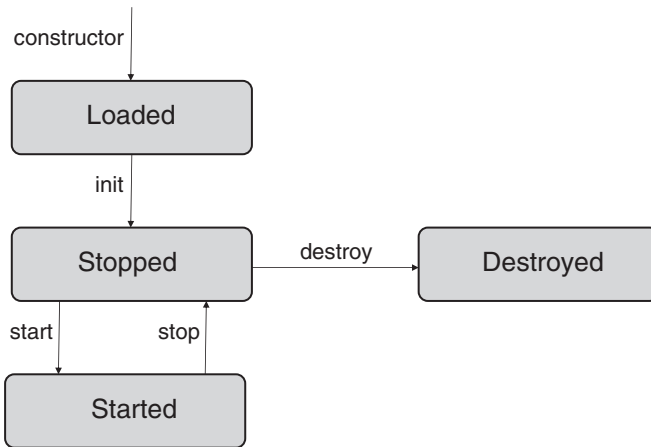 constructor
Loaded
init
Stopped
destroy
Destroyed
start
stop
Started